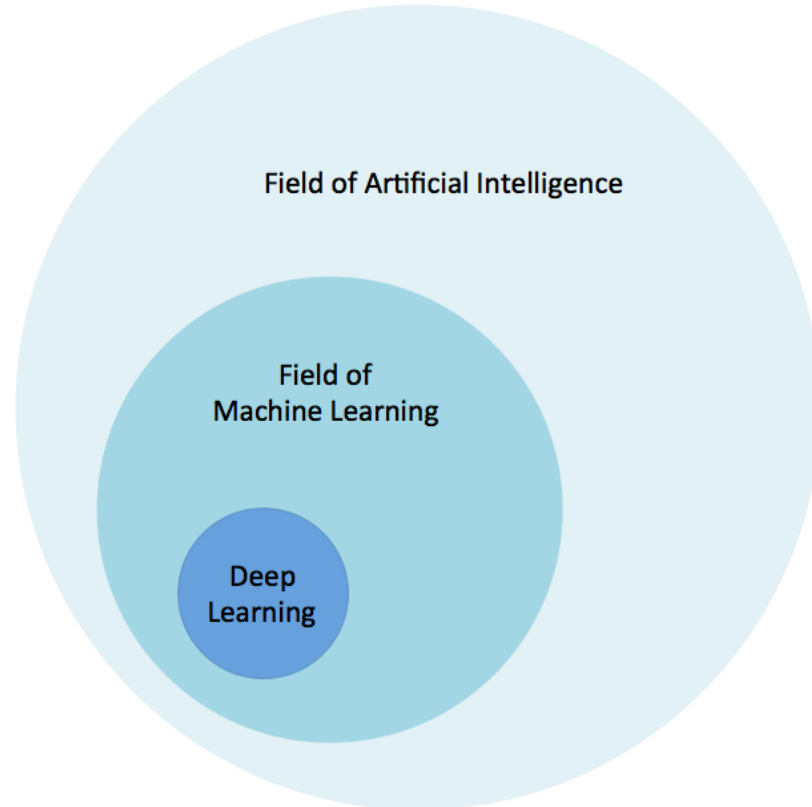 Field of Artificial Intelligence
Field of
Machine Learning
Deep
Learning